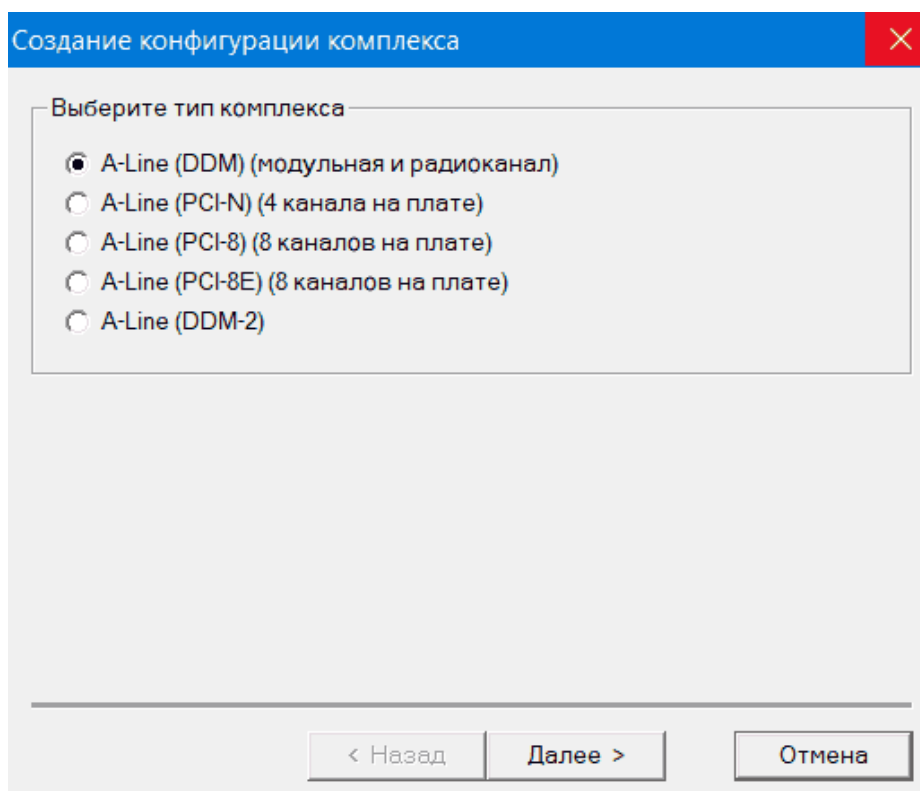 Создание конфигурации комплекса
Выберите тип комплекса
A-Line (DDM) (модульная и радиоканал)
A-Line (PCI-N) (4 канала на плате)
A-Line (PCI-8) (8 каналов на плате)
A-Line (PCI-8E) (8 каналов на плате)
A-Line (DDM-2)
< Назад
Далее >
Отмена